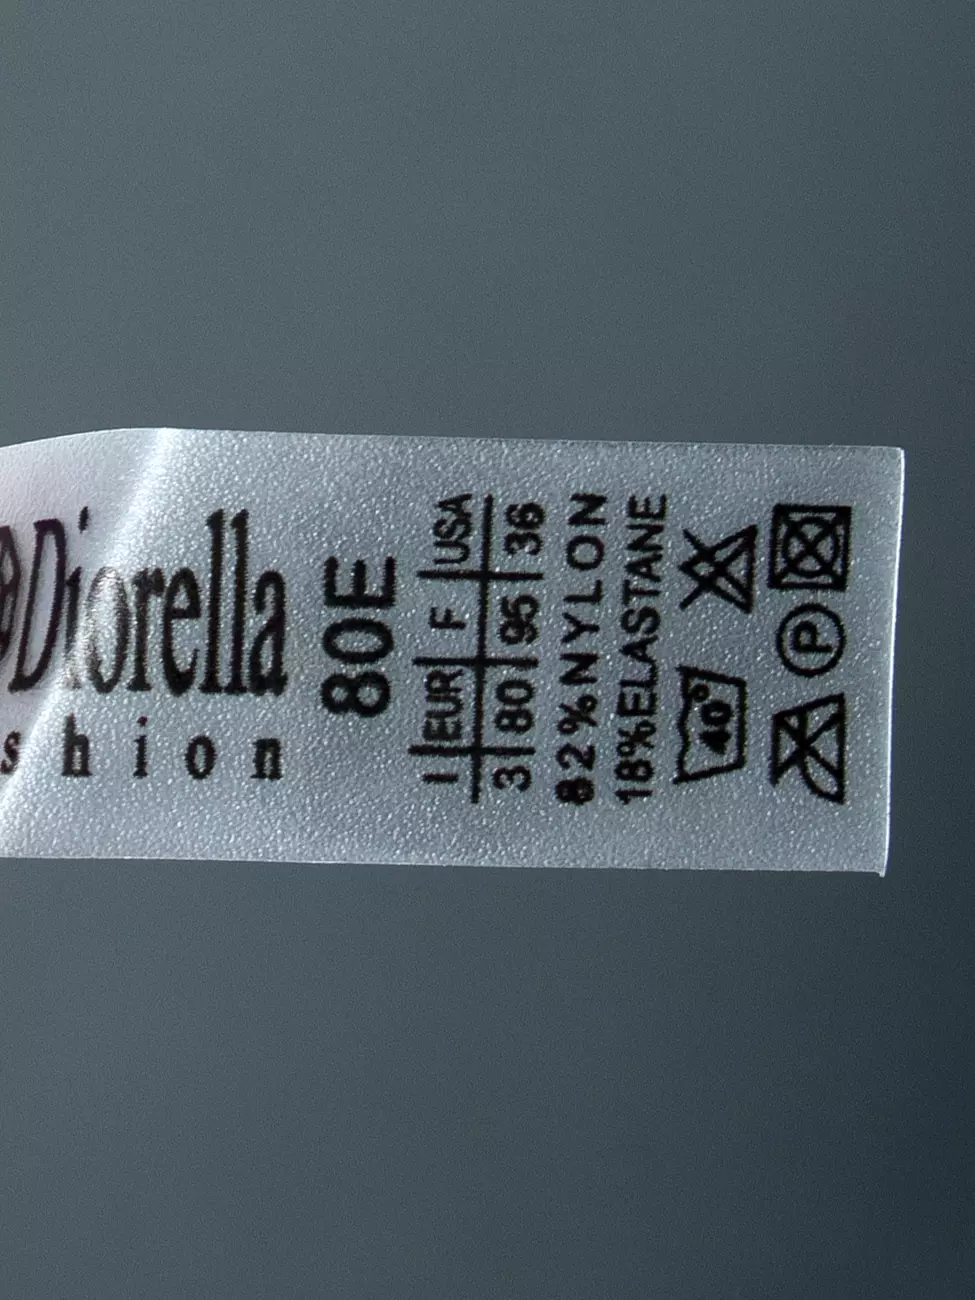 Diorella
shion
80E
I EUR F USA
3 80 95 36
82%NYLON
18%ELASTANE
40°
P